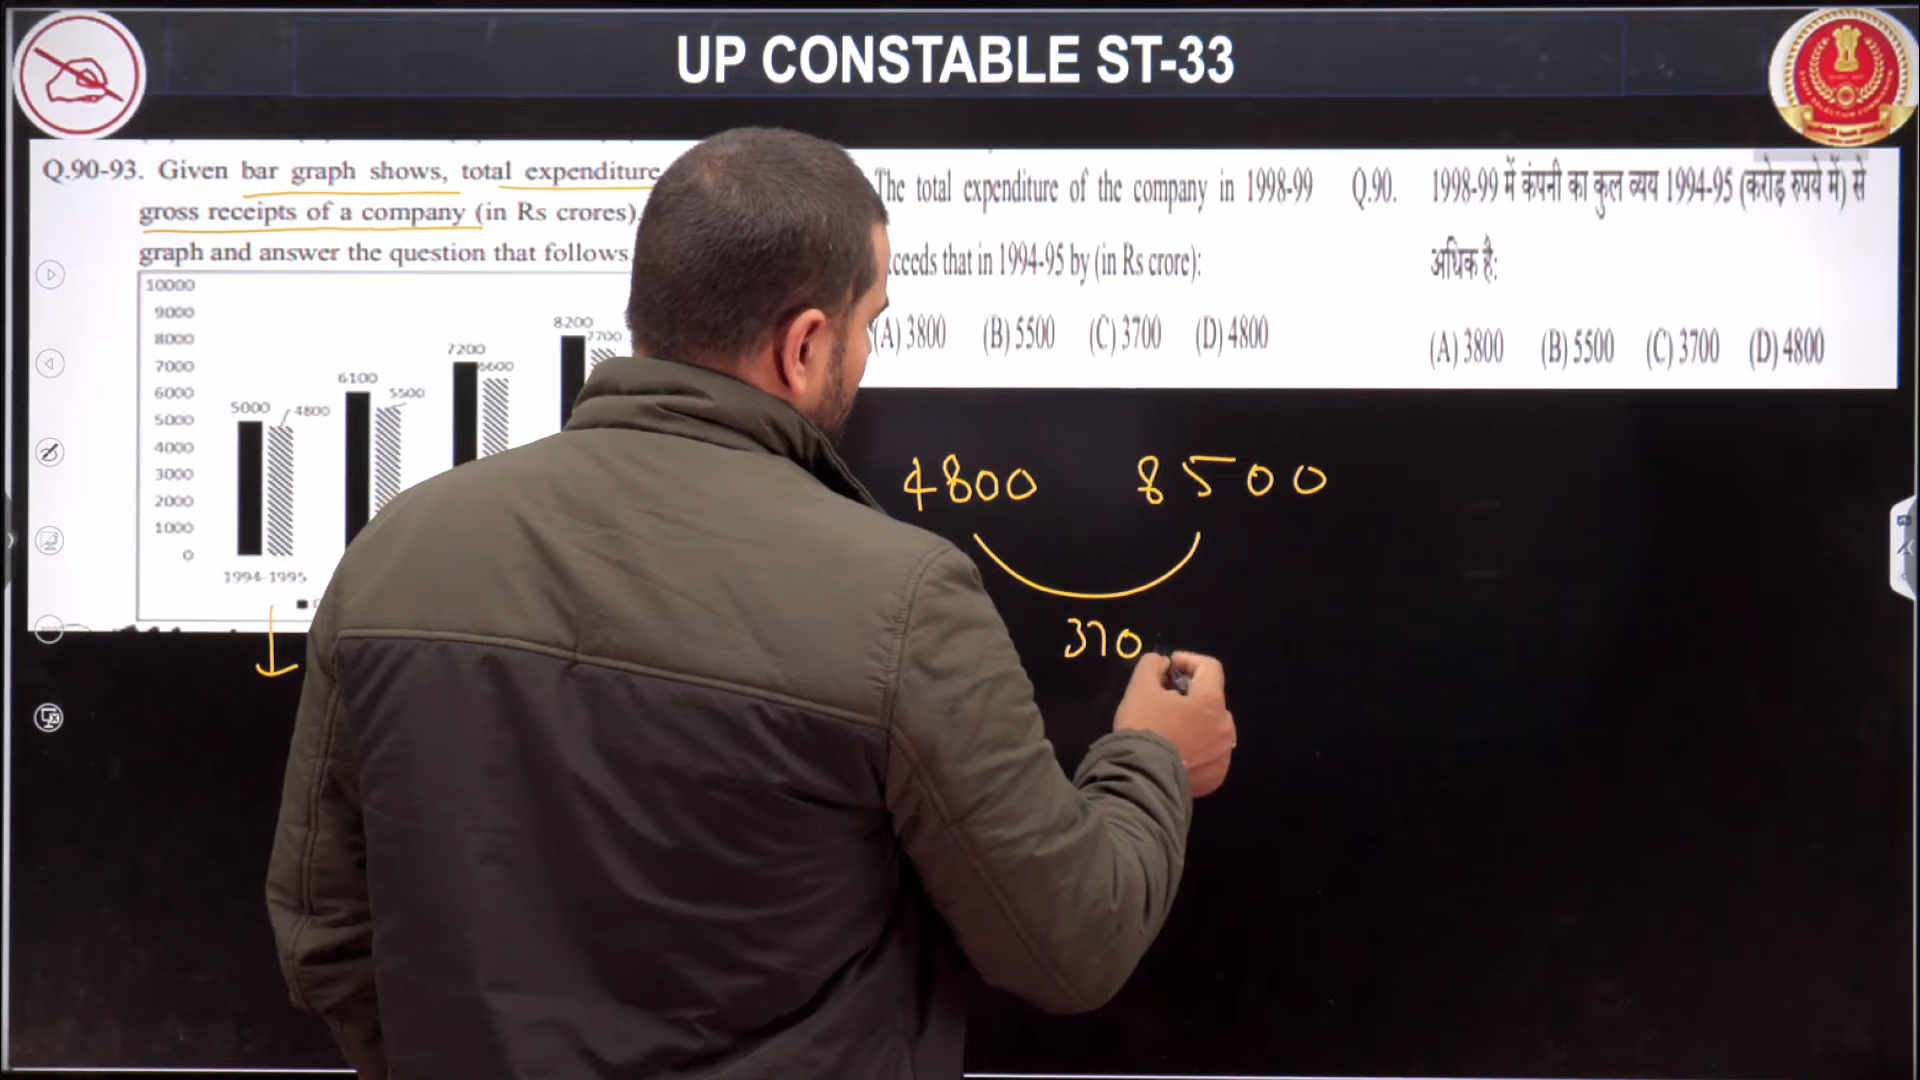 UP CONSTABLE ST-33
Q.90-93. Given bar graph shows, total expenditure
gross receipts of a company (in Rs crores)
graph and answer the question that follows.
10000
9000
8000
7000
6000
5000
4000
3000
2000
1000
0
5000
4800
6100
5500
7200
6600
8200
7700
1994-1995
The total expenditure of the company in 1998-99
that in 1994-95 by (in Rs crore):
(A) 3800 (B) 5500 (C) 3700 (D) 4800
Q.90. 1998-99 में कंपनी का कुल व्यय 1994-95 (करोड़ रुपये में) से
अधिक है:
(A) 3800 (B) 5500 (C) 3700 (D) 4800
4800 8500
370